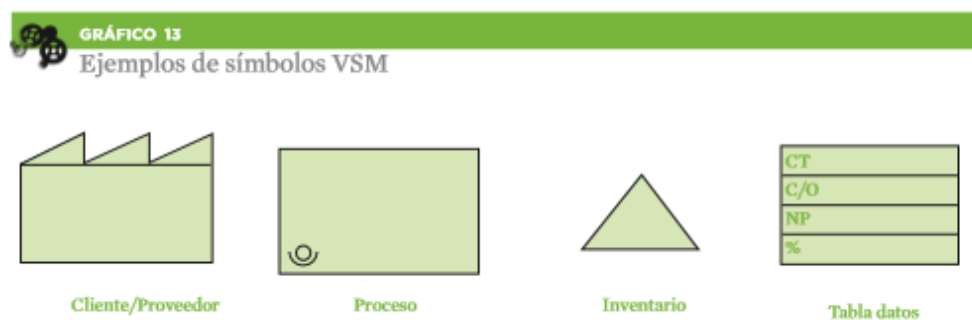 GRÁFICO 13
Ejemplos de símbolos VSM
CT
C/O
NP
%
Cliente/Proveedor
Proceso
Inventario
Tabla datos